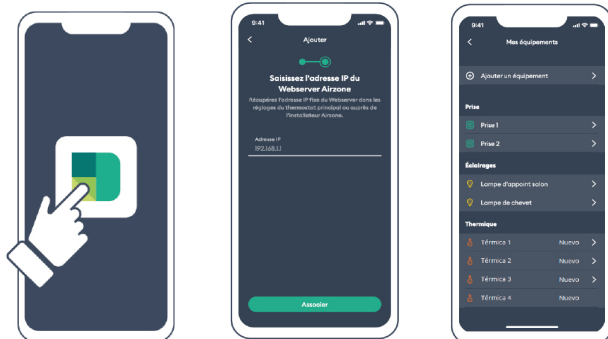 9:41
Ajouter
Saisissez l'adresse IP du
Webserver Airzone
Récupérez l'adresse IP fixe du Webserver dans les
réglages du thermostat principal ou auprès de
l'installateur Airzone.
Adresse IP
192.168.1.1
Associer
9:41
Mes équipements
Ajouter un équipement
Prise
Prise 1
Prise 2
Éclairages
Lampe d'appoint salon
Lampe de chevet
Thermique
Térmica 1 Nuevo
Térmica 2 Nuevo
Térmica 3 Nuevo
Térmica 4 Nuevo